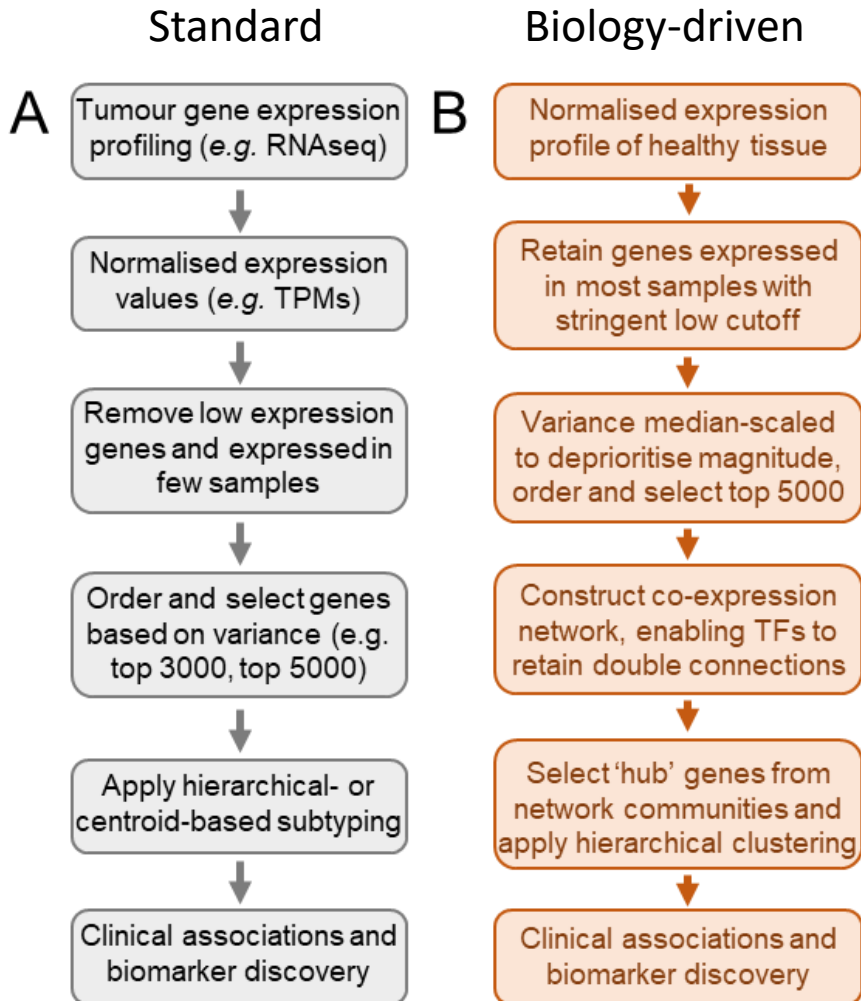 Standard
A
Tumour gene expression
profiling (e.g. RNAseq)
Normalised expression
values (e.g. TPMs)
Remove low expression
genes and expressed in
few samples
Order and select genes
based on variance (e.g.
top 3000, top 5000)
Apply hierarchical- or
centroid-based subtyping
Clinical associations and
biomarker discovery
Biology-driven
B
Normalised expression
profile of healthy tissue
Retain genes expressed
in most samples with
stringent low cutoff
Variance median-scaled
to deprioritise magnitude,
order and select top 5000
Construct co-expression
network, enabling TFs to
retain double connections
Select ‘hub’ genes from
network communities and
apply hierarchical clustering
Clinical associations and
biomarker discovery